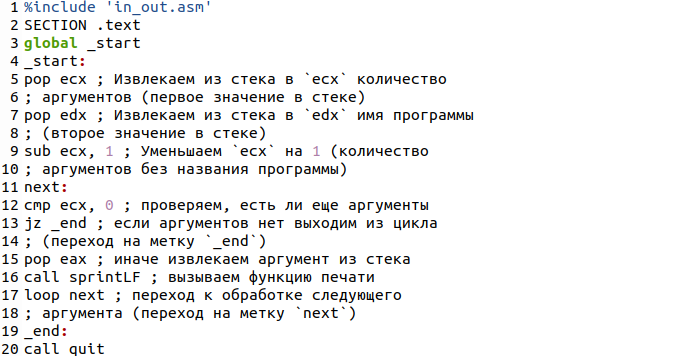 1 %include 'in_out.asm'
2 SECTION .text
3 global _start
4 _start:
5 pop ecx ; Извлекаем из стека в `ecx` количество
6 ; аргументов (первое значение в стеке)
7 pop edx ; Извлекаем из стека в `edx` имя программы
8 ; (второе значение в стеке)
9 sub ecx, 1 ; Уменьшаем `ecx` на 1 (количество
10 ; аргументов без названия программы)
11 next:
12 cmp ecx, 0 ; проверяем, есть ли еще аргументы
13 jz _end ; если аргументов нет выходим из цикла
14 ; (переход на метку `_end`)
15 pop eax ; иначе извлекаем аргумент из стека
16 call sprintLF ; вызываем функцию печати
17 loop next ; переход к обработке следующего
18 ; аргумента (переход на метку `next`)
19 _end:
20 call quit